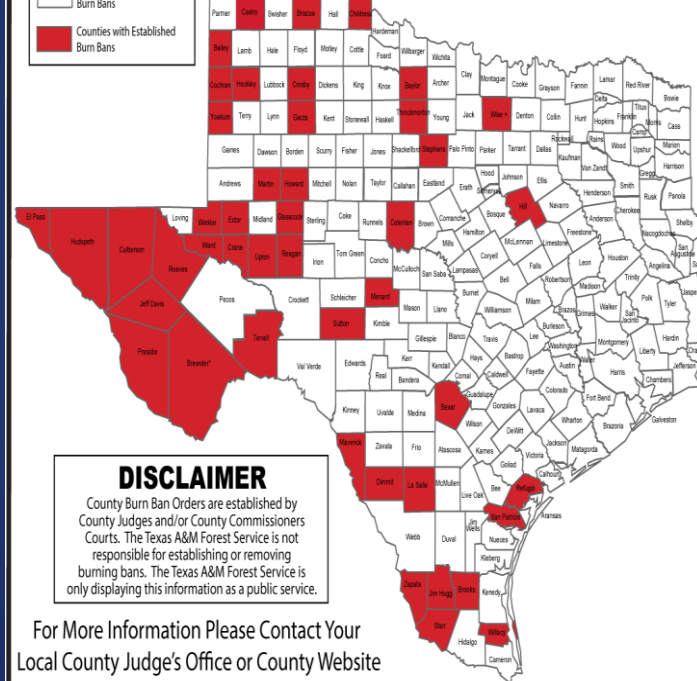 Burn Bans
Counties with Established
Burn Bans
Parmer Castro Swisher Briscoe Hall Childress
Hardeman
Bailey Lamb Hale Floyd Motley Cottle Foard Wilbarger Wichita
Clay Montague Cooke Grayson Fannin Lamar Red River Bowie
Delta
Cochran Hockley Lubbock Crosby Dickens King Knox Baylor Archer
Titus
Yoakum Terry Lynn Garza Kent Stonewall Haskell Throckmorton Young Jack Wise + Denton Collin Hunt Hopkins Franklin Morris Cass
Camp
Gaines Dawson Borden Scurry Fisher Jones Shackelford Stephens Palo Pinto Parker Tarrant Dallas Rockwall Rains Wood Upshur Marion
Kaufman Van Zandt Gregg Harrison
Andrews Martin Howard Mitchell Nolan Taylor Callahan Eastland Erath Hood Johnson Ellis Henderson Smith Rusk Panola
Somervell
El Paso Loving Winkler Ector Midland Glasscock Sterling Coke Runnels Coleman Brown Comanche Bosque Hill Navarro Anderson Cherokee Shelby
Hudspeth Culberson Reeves Ward Crane Upton Reagan Irion Tom Green Concho Mills Hamilton McLennan Limestone Freestone Nacogdoches
McCulloch San Saba Lampasas Coryell Falls Leon Houston Angelina San Augustine
Jeff Davis Pecos Crockett Schleicher Menard Mason Llano Burnet Bell Robertson Madison Trinity Polk Tyler Jasper
Presidio Brewster* Terrell Sutton Kimble Williamson Milam Brazos Grimes Walker San Jacinto
Gillespie Blanco Travis Lee Burleson Washington Montgomery Liberty Hardin
Val Verde Edwards Kerr Kendall Hays Bastrop Austin Waller Harris Jefferson
Real Bandera Comal Caldwell Fayette Chambers
Kinney Uvalde Medina Bexar Guadalupe Gonzales Colorado Fort Bend Galveston
Wilson Lavaca Wharton Brazoria
Maverick Zavala Frio Atascosa Karnes DeWitt Jackson Matagorda
Goliad Victoria Calhoun
Dimmit La Salle McMullen Live Oak Bee Refugio
San Patricio Aransas
Webb Duval Jim Wells Nueces
Kleberg
Zapata Jim Hogg Brooks Kenedy
Starr Hidalgo Willacy
Cameron
DISCLAIMER
County Burn Ban Orders are established by
County Judges and/or County Commissioners
Courts. The Texas A&M Forest Service is not
responsible for establishing or removing
burning bans. The Texas A&M Forest Service is
only displaying this information as a public service.
For More Information Please Contact Your
Local County Judge's Office or County Website